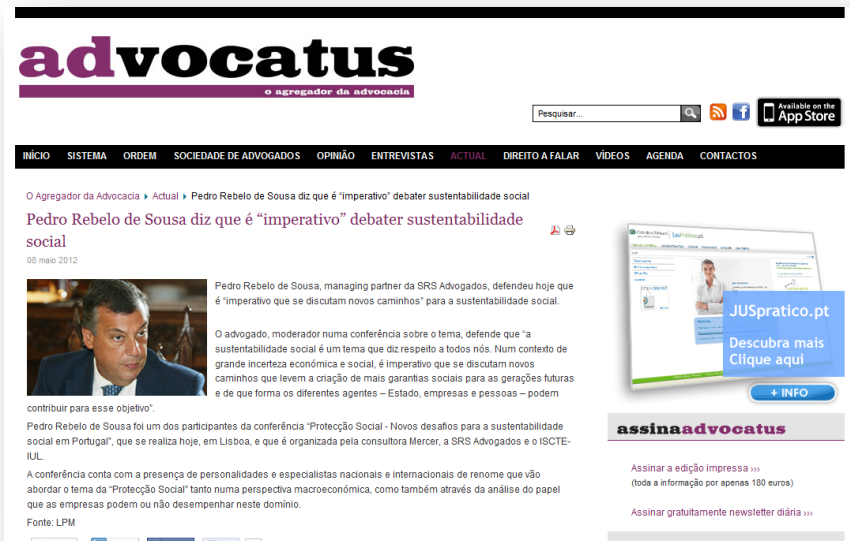 advocatus
o agregador da advocacia
Pesquisar...
Available on the
App Store
INÍCIO SISTEMA ORDEM SOCIEDADE DE ADVOGADOS OPINIÃO ENTREVISTAS ACTUAL DIREITO A FALAR VÍDEOS AGENDA CONTACTOS
O Agregador da Advocacia Actual Pedro Rebelo de Sousa diz que é “imperativo” debater sustentabilidade social
Pedro Rebelo de Sousa diz que é “imperativo” debater sustentabilidade
social
08 maio 2012
Pedro Rebelo de Sousa, managing partner da SRS Advogados, defendeu hoje que
é “imperativo que se discutam novos caminhos” para a sustentabilidade social.
O advogado, moderador numa conferência sobre o tema, defende que “a
sustentabilidade social é um tema que diz respeito a todos nós. Num contexto de
grande incerteza económica e social, é imperativo que se discutam novos
caminhos que levem a criação de mais garantias sociais para as gerações futuras
e de que forma os diferentes agentes – Estado, empresas e pessoas – podem
contribuir para esse objetivo”.
Pedro Rebelo de Sousa foi um dos participantes da conferência “Protecção Social - Novos desafios para a sustentabilidade
social em Portugal”, que se realiza hoje, em Lisboa, e que é organizada pela consultora Mercer, a SRS Advogados e o ISCTE-
IUL.
A conferência conta com a presença de personalidades e especialistas nacionais e internacionais de renome que vão
abordar o tema da “Protecção Social” tanto numa perspectiva macroeconómica, como também através da análise do papel
que as empresas podem ou não desempenhar neste domínio.
Fonte: LPM
JUSpratico.pt
Descubra mais
Clique aqui
+ INFO
assinaadvocatus
Assinar a edição impressa ›››
(toda a informação por apenas 180 euros)
Assinar gratuitamente newsletter diária ›››